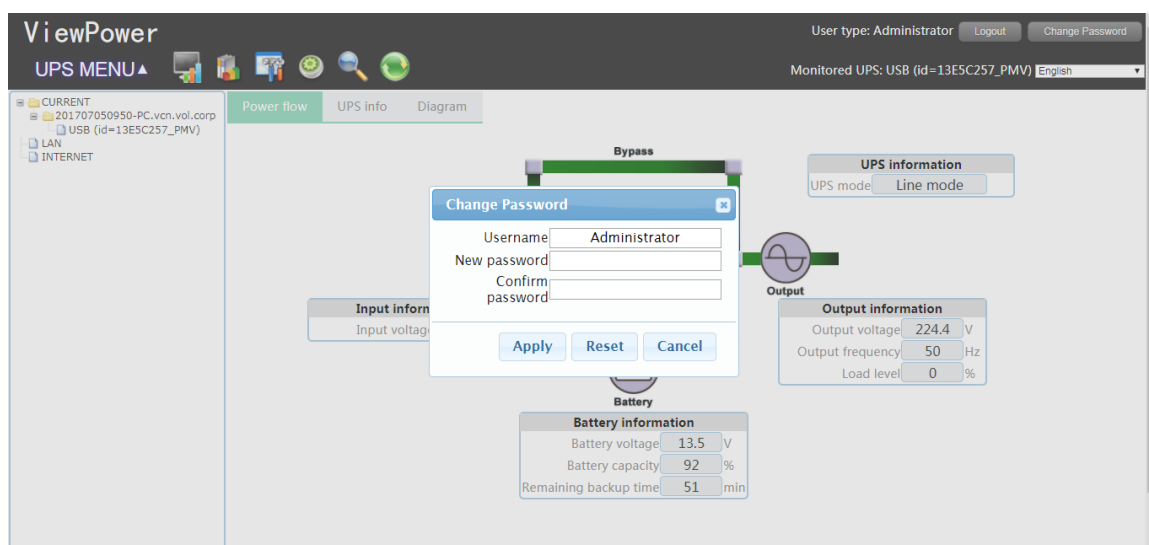 ViewPower
User type: Administrator Logout Change Password
UPS MENU▲
Monitored UPS: USB (id=13E5C257_PMV) English
CURRENT
201707050950-PC.vcn.vol.corp
USB (id=13E5C257_PMV)
LAN
INTERNET
Power flow UPS info Diagram
Bypass
UPS information
UPS mode Line mode
Change Password
Username Administrator
New password
Confirm
password
Apply Reset Cancel
Input inform
Input voltag
Output
Output information
Output voltage 224.4 V
Output frequency 50 Hz
Load level 0 %
Battery
Battery information
Battery voltage 13.5 V
Battery capacity 92 %
Remaining backup time 51 min